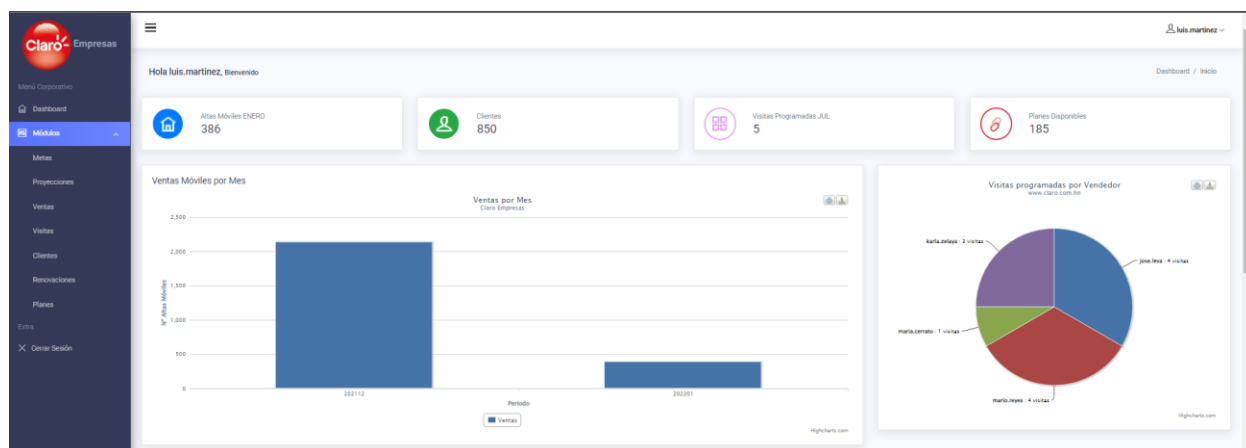 Claro-
Empresas
luis.martinez
Menú Corporativo
Dashboard
Módulos
Metas
Proyecciones
Ventas
Visitas
Clientes
Renovaciones
Planes
Extra
Cerrar Sesión
Hola luis.martinez, Bienvenido
Dashboard / Inicio
Altas Móviles ENERO
386
Clientes
850
Visitas Programadas JUL
5
Planes Disponibles
185
Ventas Móviles por Mes
Ventas por Mes
Claro Empresas
Nº Altas Móviles
2,500
2,000
1,500
1,000
500
0
202112
202201
Periodo
Ventas
Highcharts.com
Visitas programadas por Vendedor
www.claro.com.hn
karla.zelaya : 3 visitas
jose.leva : 4 visitas
maria.cerrato : 1 visitas
mario.reyes : 4 visitas
Highcharts.com